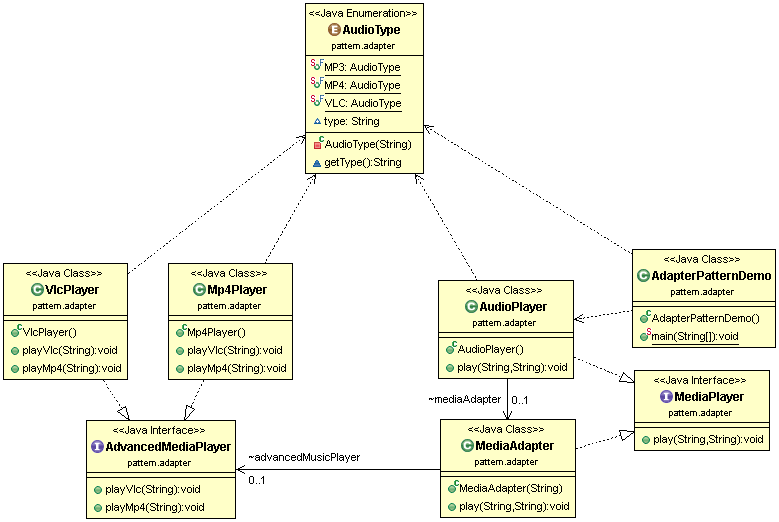 <<Java Enumeration>>
AudioType
pattern.adapter
MP3: AudioType
MP4: AudioType
VLC: AudioType
type: String
AudioType(String)
getType():String
<<Java Class>>
VlcPlayer
pattern.adapter
VlcPlayer()
playVlc(String):void
playMp4(String):void
<<Java Class>>
Mp4Player
pattern.adapter
Mp4Player()
playVlc(String):void
playMp4(String):void
<<Java Class>>
AudioPlayer
pattern.adapter
AudioPlayer()
play(String,String):void
<<Java Class>>
AdapterPatternDemo
pattern.adapter
AdapterPatternDemo()
main(String[]):void
<<Java Interface>>
MediaPlayer
pattern.adapter
play(String,String):void
~mediaAdapter
0..1
<<Java Interface>>
AdvancedMediaPlayer
pattern.adapter
playVlc(String):void
playMp4(String):void
~advancedMusicPlayer
0..1
<<Java Class>>
MediaAdapter
pattern.adapter
MediaAdapter(String)
play(String,String):void